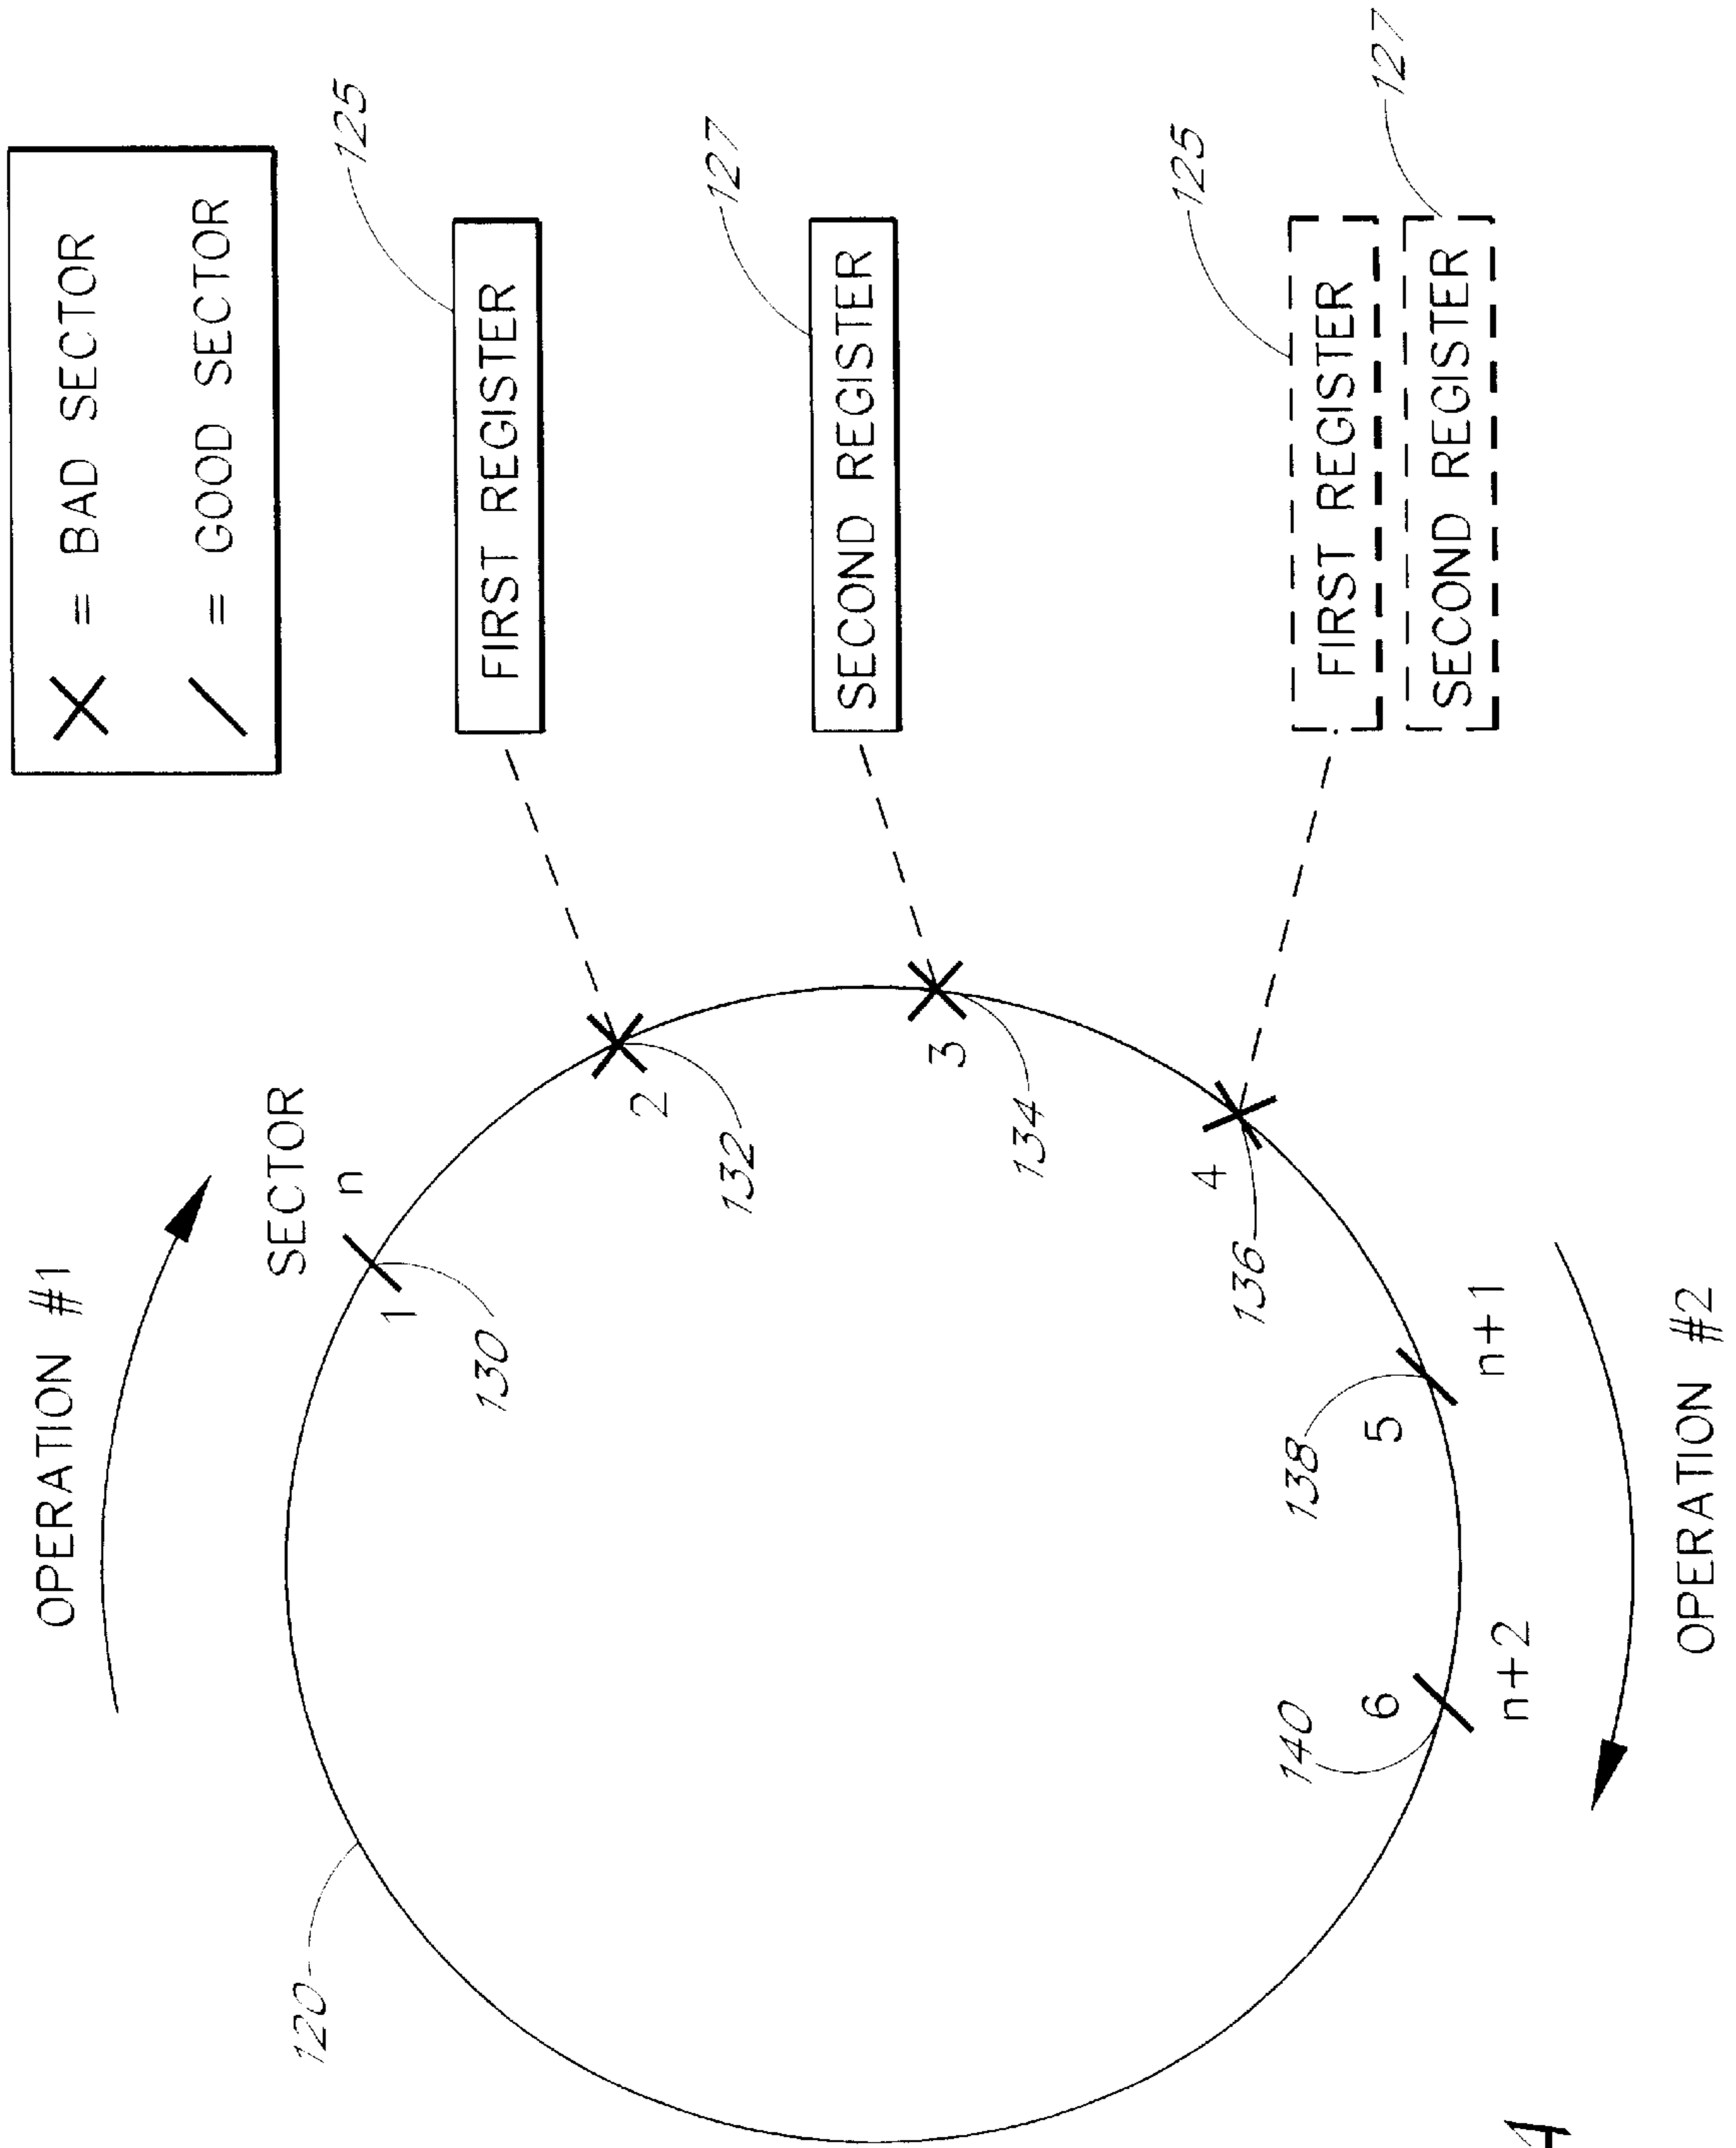 X = BAD SECTOR
/ = GOOD SECTOR
OPERATION #1
SECTOR
n
1
130
120
2
132
FIRST REGISTER
125
3
134
SECOND REGISTER
127
4
136
FIRST REGISTER
125
SECOND REGISTER
127
5
138
n+1
6
140
n+2
OPERATION #2
A